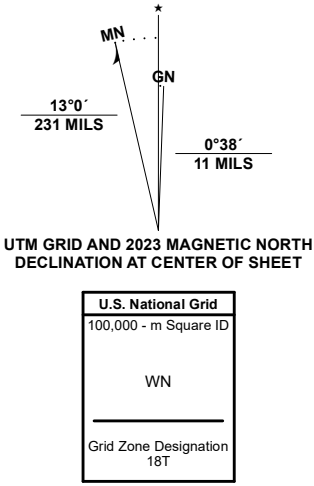 MN
GN
13°0´
231 MILS
0°38´
11 MILS
UTM GRID AND 2023 MAGNETIC NORTH
DECLINATION AT CENTER OF SHEET
U.S. National Grid
100,000 - m Square ID
WN
Grid Zone Designation
18T